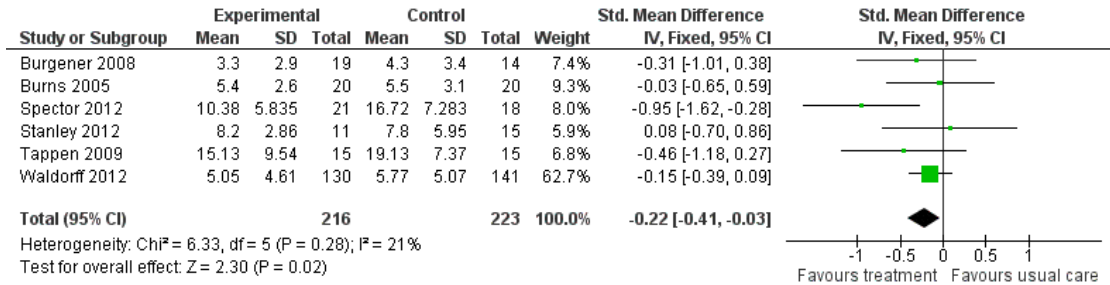 Experimental Control Std. Mean Difference Std. Mean Difference
Study or Subgroup Mean SD Total Mean SD Total Weight IV, Fixed, 95% CI IV, Fixed, 95% CI
Burgener 2008 3.3 2.9 19 4.3 3.4 14 7.4% -0.31 [-1.01, 0.38]
Burns 2005 5.4 2.6 20 5.5 3.1 20 9.3% -0.03 [-0.65, 0.59]
Spector 2012 10.38 5.835 21 16.72 7.283 18 8.0% -0.95 [-1.62, -0.28]
Stanley 2012 8.2 2.86 11 7.8 5.95 15 5.9% 0.08 [-0.70, 0.86]
Tappen 2009 15.13 9.54 15 19.13 7.37 15 6.8% -0.46 [-1.18, 0.27]
Waldorff 2012 5.05 4.61 130 5.77 5.07 141 62.7% -0.15 [-0.39, 0.09]
Total (95% CI) 216 223 100.0% -0.22 [-0.41, -0.03]
Heterogeneity: Chi² = 6.33, df = 5 (P = 0.28); I² = 21%
Test for overall effect: Z = 2.30 (P = 0.02)
-1 -0.5 0 0.5 1
Favours treatment Favours usual care